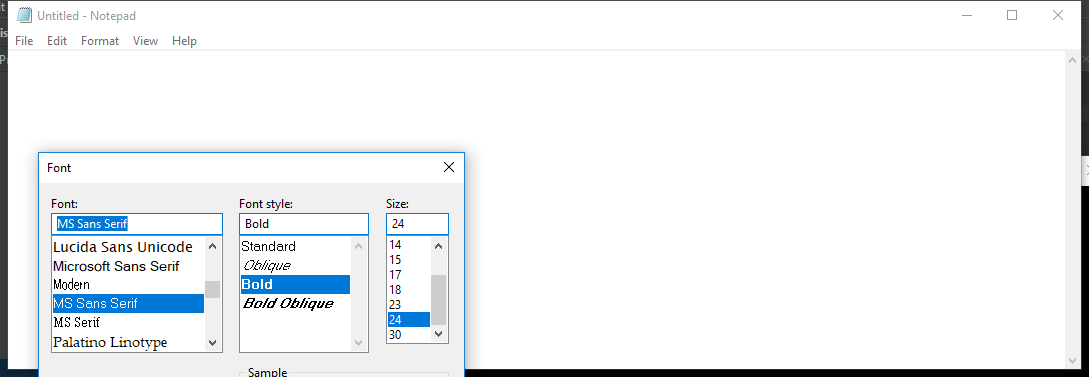 Untitled - Notepad
File Edit Format View Help
Font
Font: Font style: Size:
MS Sans Serif Bold 24
Lucida Sans Unicode
Microsoft Sans Serif
Modern
MS Sans Serif
MS Serif
Palatino Linotype
Standard
Oblique
Bold
Bold Oblique
14
15
17
18
23
24
30
Sample